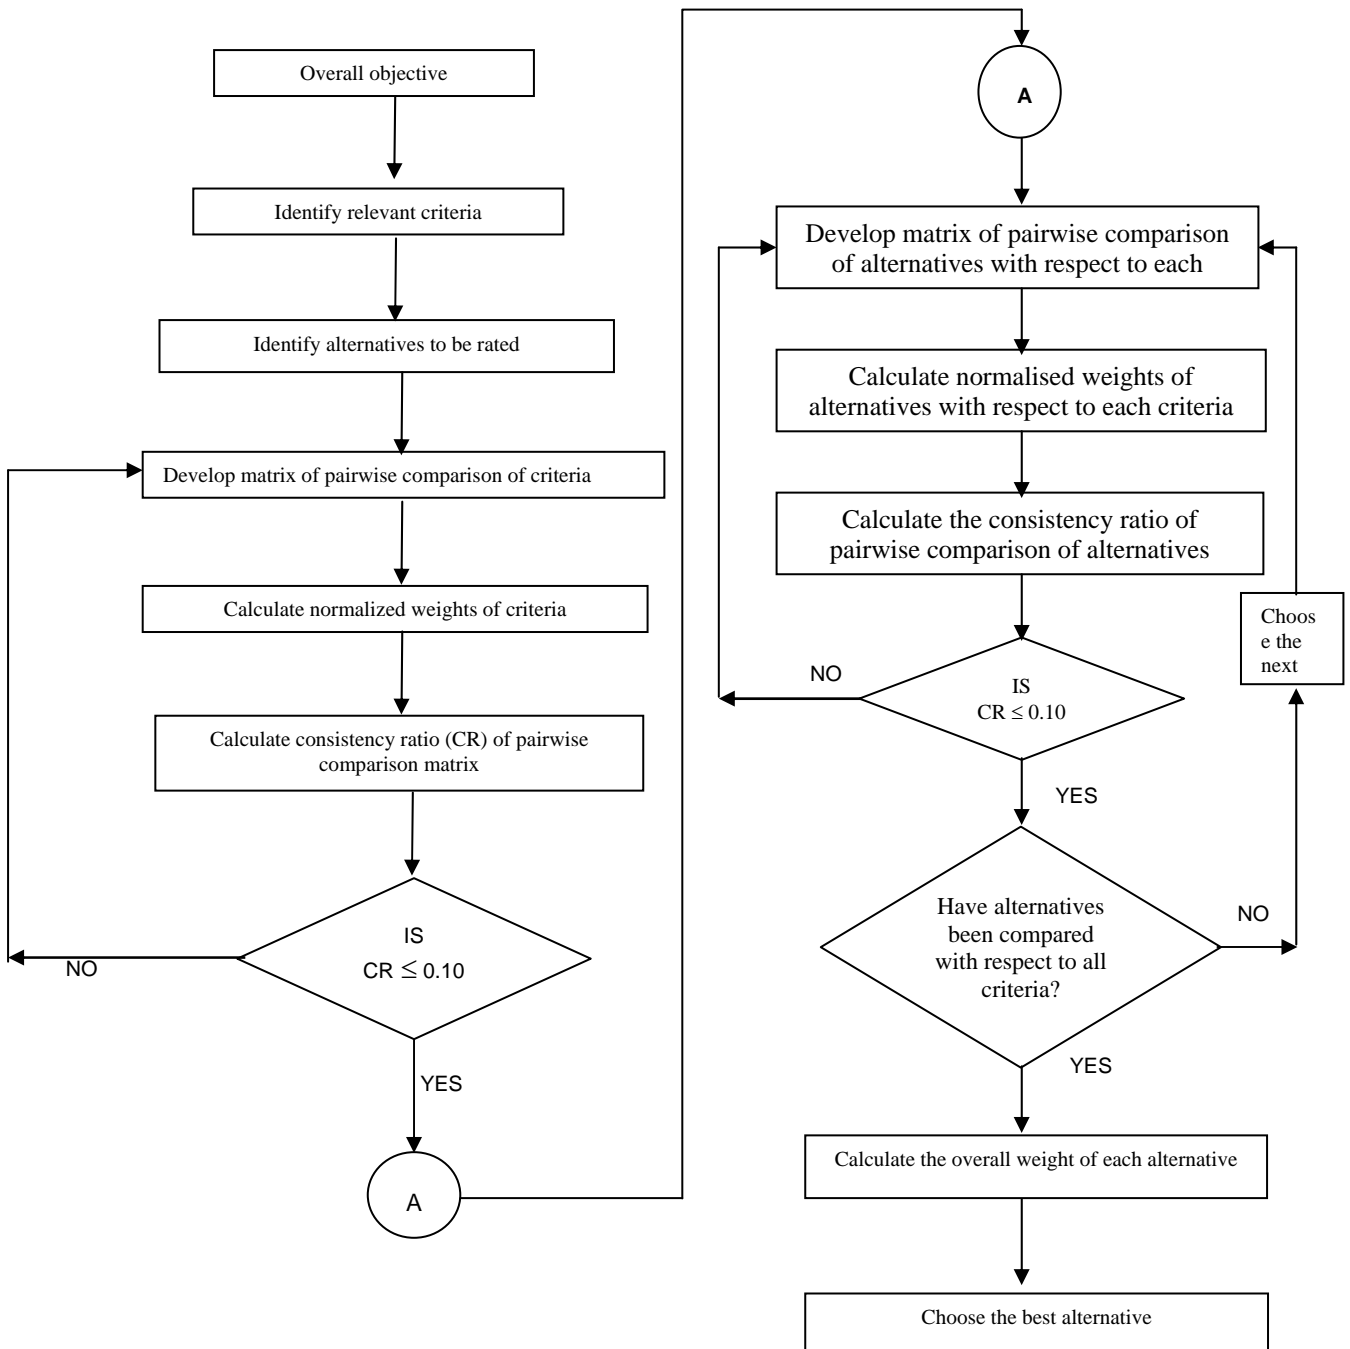 Overall objective
Identify relevant criteria
Identify alternatives to be rated
Develop matrix of pairwise comparison of criteria
Calculate normalized weights of criteria
Calculate consistency ratio (CR) of pairwise
comparison matrix
IS
CR ≤ 0.10
NO
YES
A
A
Develop matrix of pairwise comparison
of alternatives with respect to each
Calculate normalised weights of
alternatives with respect to each criteria
Calculate the consistency ratio of
pairwise comparison of alternatives
Choos
e the
next
NO
IS
CR ≤ 0.10
YES
Have alternatives
been compared
with respect to all
criteria?
NO
YES
Calculate the overall weight of each alternative
Choose the best alternative